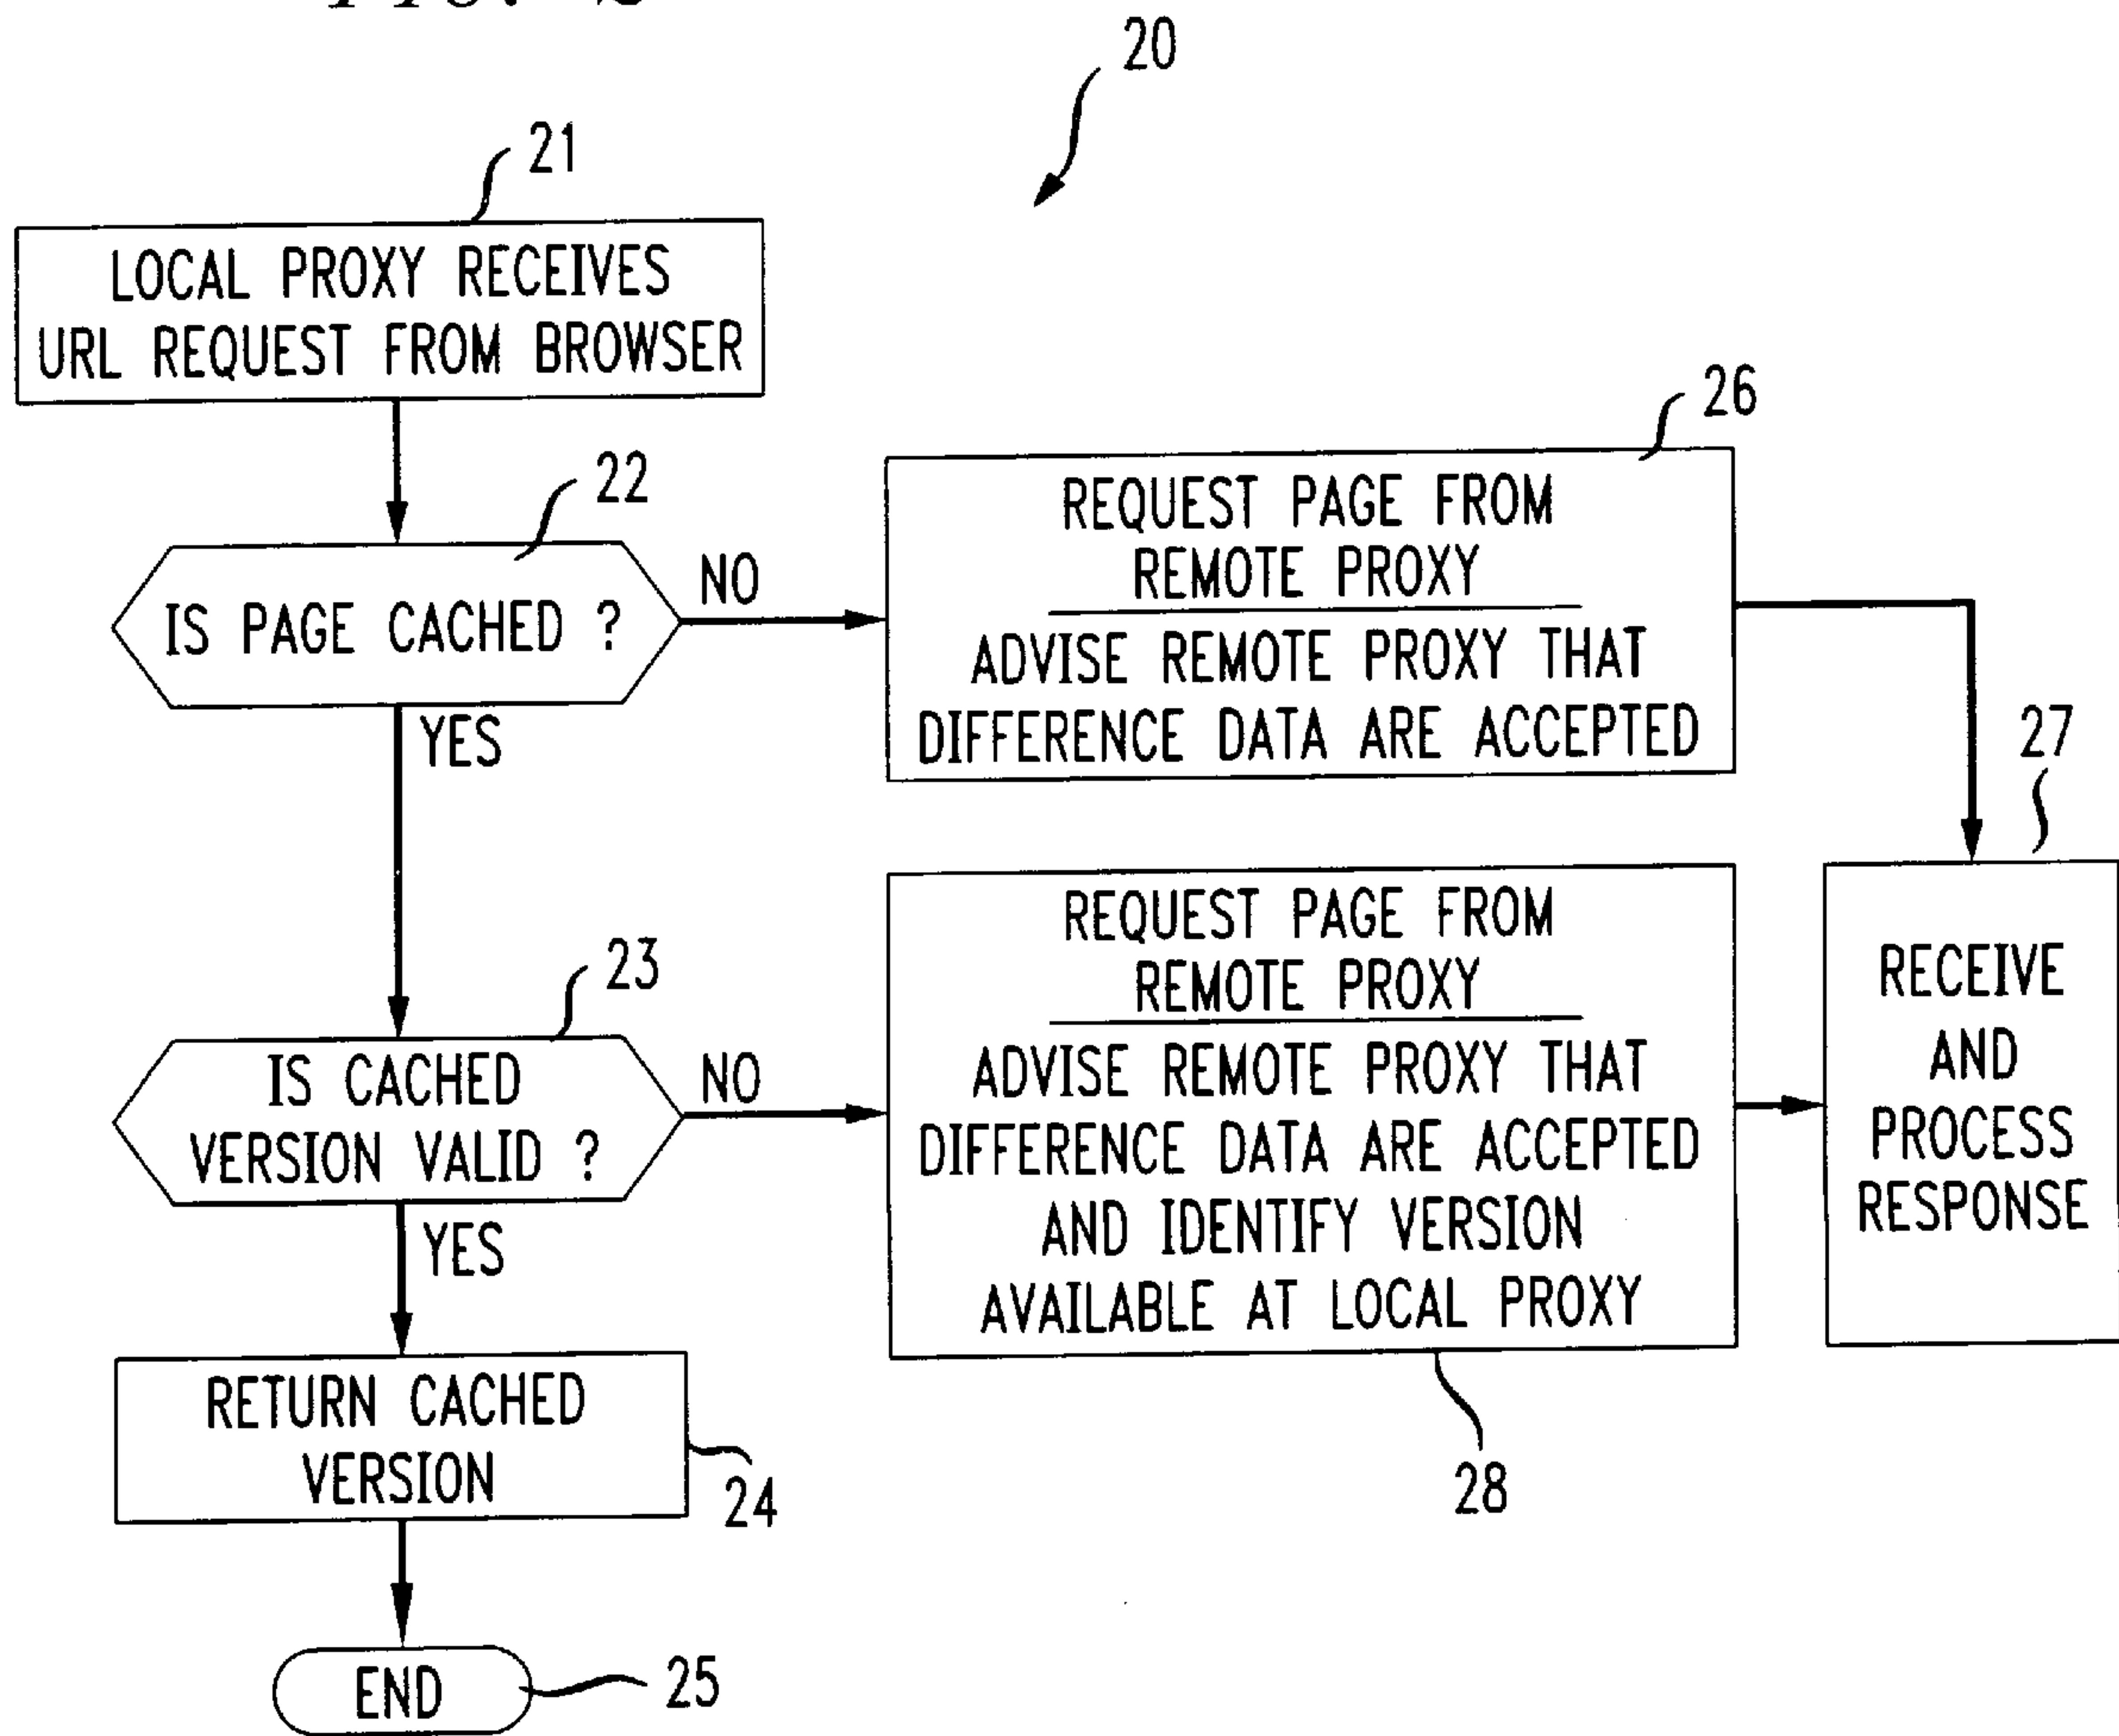 20
21
LOCAL PROXY RECEIVES
URL REQUEST FROM BROWSER
22
IS PAGE CACHED ?
NO
YES
26
REQUEST PAGE FROM
REMOTE PROXY
ADVISE REMOTE PROXY THAT
DIFFERENCE DATA ARE ACCEPTED
27
RECEIVE
AND
PROCESS
RESPONSE
23
IS CACHED
VERSION VALID ?
NO
YES
REQUEST PAGE FROM
REMOTE PROXY
ADVISE REMOTE PROXY THAT
DIFFERENCE DATA ARE ACCEPTED
AND IDENTIFY VERSION
AVAILABLE AT LOCAL PROXY
28
RETURN CACHED
VERSION
24
END
25